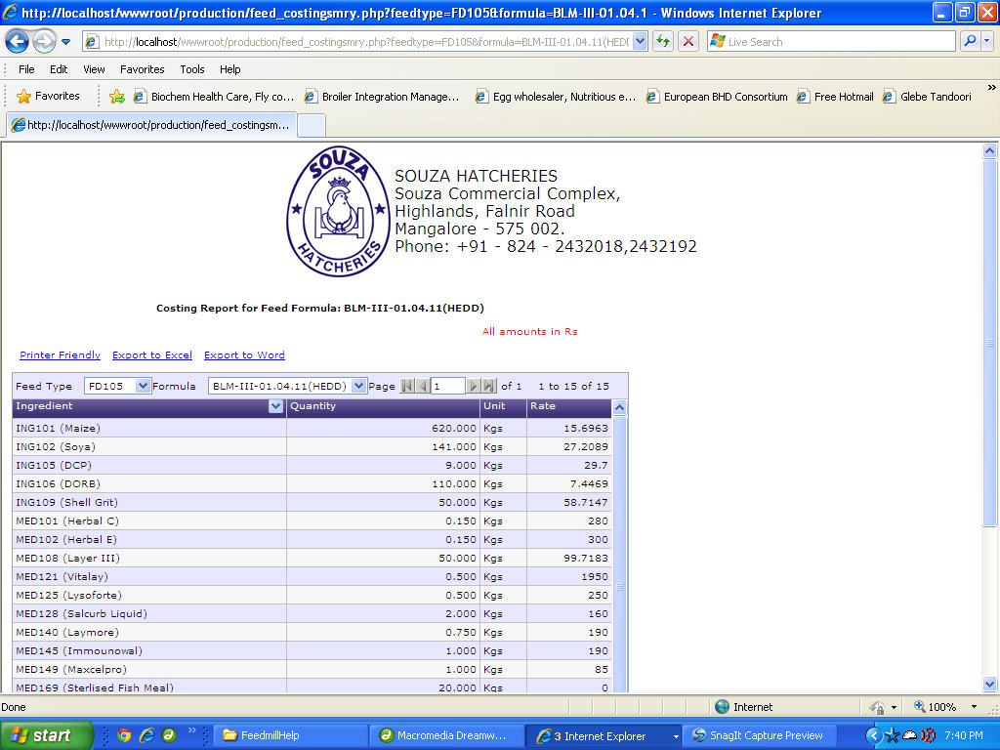 http://localhost/wwwroot/production/feed_costingsmry.php?feedtype=FD105&formula=BLM-III-01.04.1 - Windows Internet Explorer
http://localhost/wwwroot/production/feed_costingsmry.php?feedtype=FD105&formula=BLM-III-01.04.11(HEDI
Live Search
File Edit View Favorites Tools Help
Favorites Biochem Health Care, Fly co... Broiler Integration Manage... Egg wholesaler, Nutritious e... European BHD Consortium Free Hotmail Glebe Tandoori »
http://localhost/wwwroot/production/feed_costingsm...
SOUZA
HATCHERIES
SOUZA HATCHERIES
Souza Commercial Complex,
Highlands, Falnir Road
Mangalore - 575 002.
Phone: +91 - 824 - 2432018,2432192
Costing Report for Feed Formula: BLM-III-01.04.11(HEDD)
All amounts in Rs
Printer Friendly Export to Excel Export to Word
Feed Type FD105 Formula BLM-III-01.04.11(HEDD) Page 1 of 1 1 to 15 of 15
Ingredient Quantity Unit Rate
ING101 (Maize) 620.000 Kgs 15.6963
ING102 (Soya) 141.000 Kgs 27.2089
ING105 (DCP) 9.000 Kgs 29.7
ING106 (DORB) 110.000 Kgs 7.4469
ING109 (Shell Grit) 50.000 Kgs 58.7147
MED101 (Herbal C) 0.150 Kgs 280
MED102 (Herbal E) 0.150 Kgs 300
MED108 (Layer III) 50.000 Kgs 99.7183
MED121 (Vitalay) 0.500 Kgs 1950
MED125 (Lysoforte) 0.500 Kgs 250
MED128 (Salcurb Liquid) 2.000 Kgs 160
MED140 (Laymore) 0.750 Kgs 190
MED145 (Immounowal) 1.000 Kgs 190
MED149 (Maxcelpro) 1.000 Kgs 85
MED169 (Sterlised Fish Meal) 20.000 Kgs 0
Done Internet 100%
start » FeedmillHelp Macromedia Dreamw... 3 Internet Explorer SnagIt Capture Preview 7:40 PM